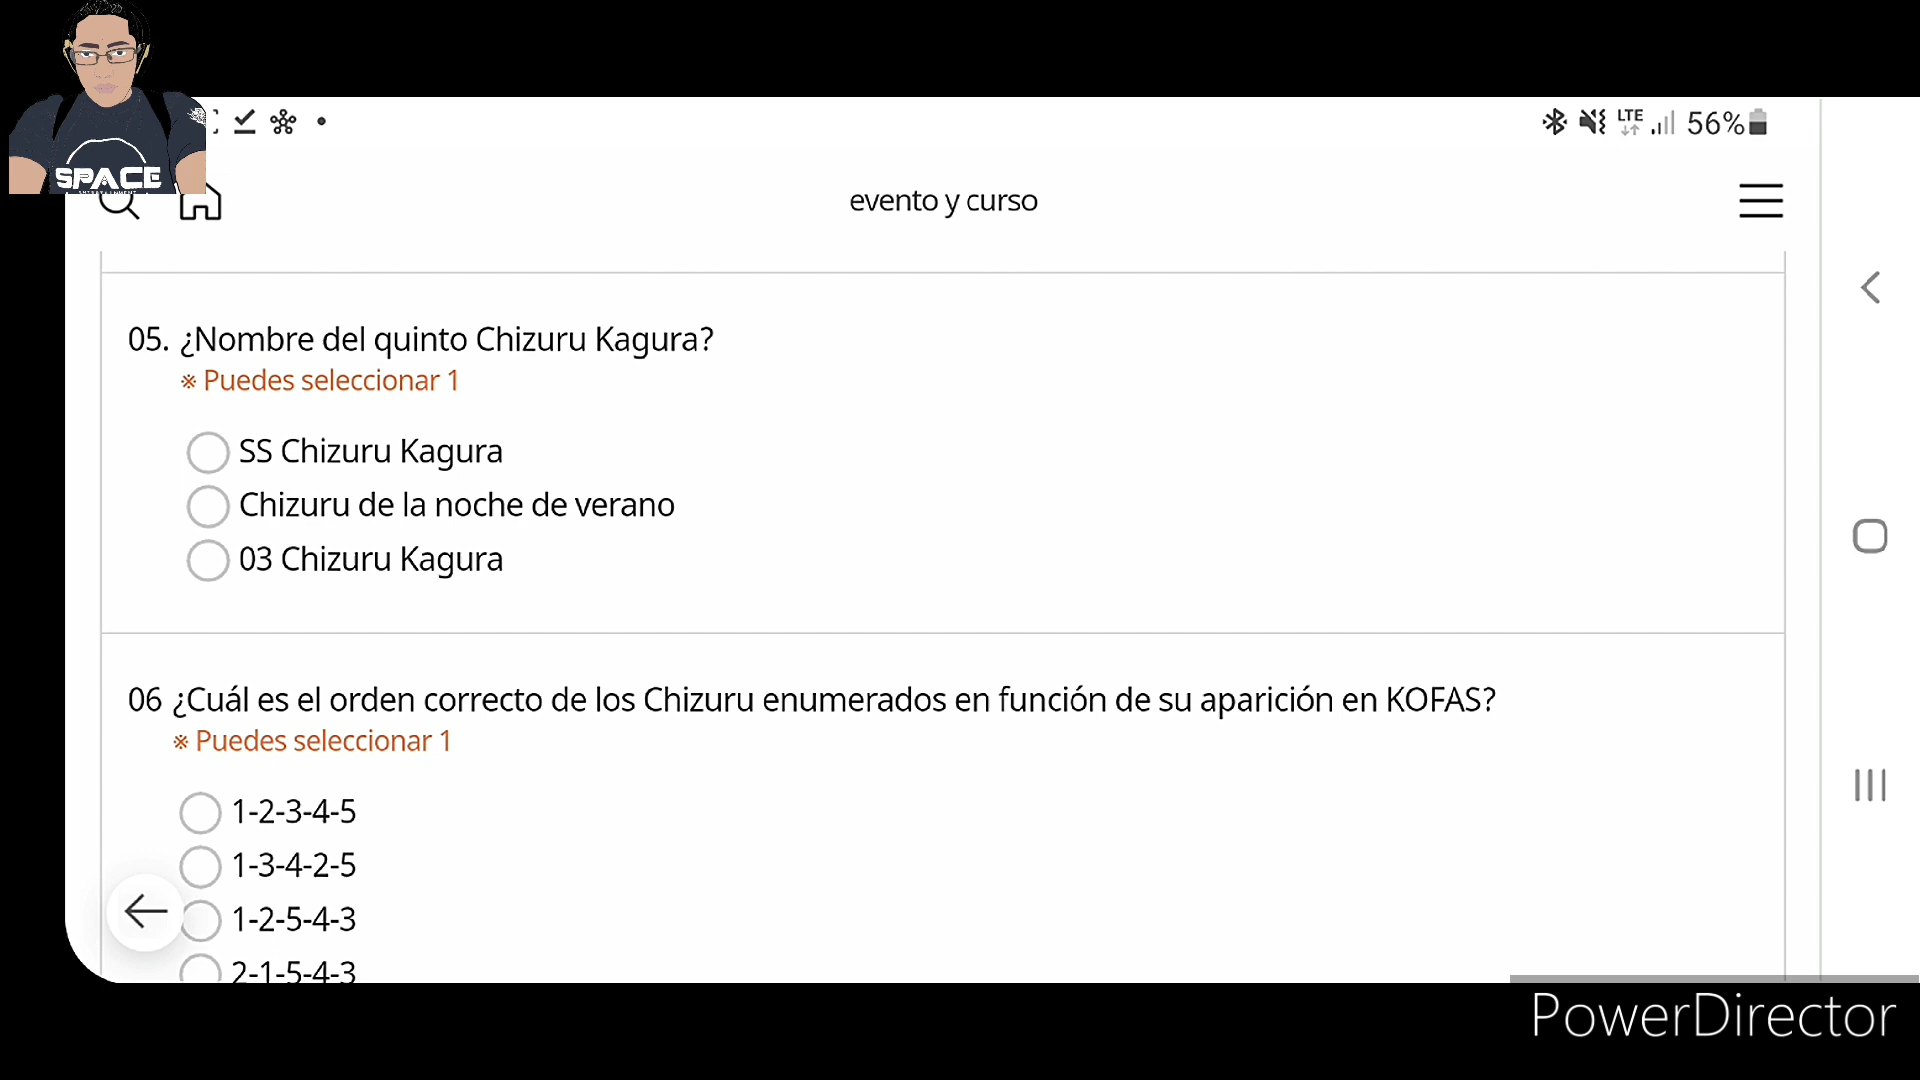 LTE 56%
SPACE
evento y curso
05. ¿Nombre del quinto Chizuru Kagura?
※ Puedes seleccionar 1
SS Chizuru Kagura
Chizuru de la noche de verano
03 Chizuru Kagura
06 ¿Cuál es el orden correcto de los Chizuru enumerados en función de su aparición en KOFAS?
※ Puedes seleccionar 1
1-2-3-4-5
1-3-4-2-5
1-2-5-4-3
2-1-5-4-3
PowerDirector